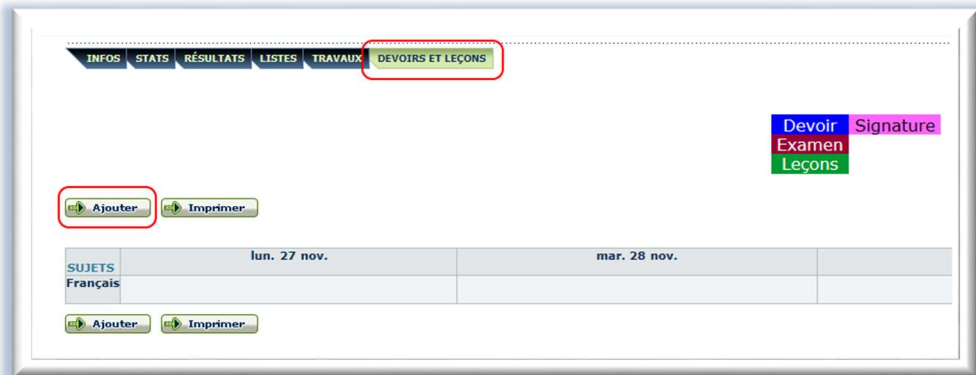 INFOS STATS RÉSULTATS LISTES TRAVAUX DEVOIRS ET LEÇONS
Devoir Signature
Examen
Leçons
Ajouter Imprimer
SUJETS lun. 27 nov. mar. 28 nov.
Français
Ajouter Imprimer